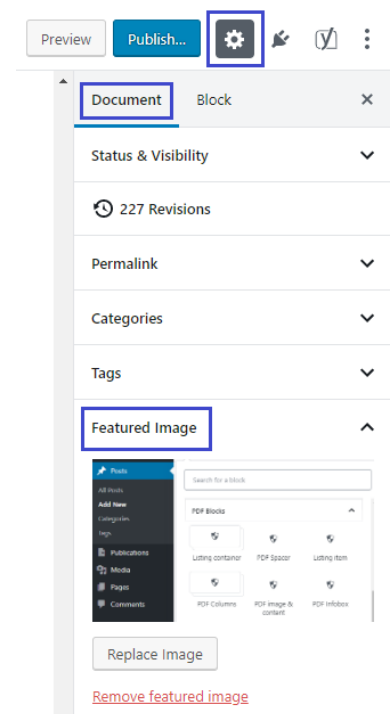 Preview Publish...
Document Block
Status & Visibility
227 Revisions
Permalink
Categories
Tags
Featured Image
Posts
Search for a block
All Posts
Add New
PDF Blocks
Categories
Tags
Publications
Listing container PDF Spacer Listing item
Media
Pages
Comments
PDF Columns PDF image & content PDF Infobox
Replace Image
Remove featured image